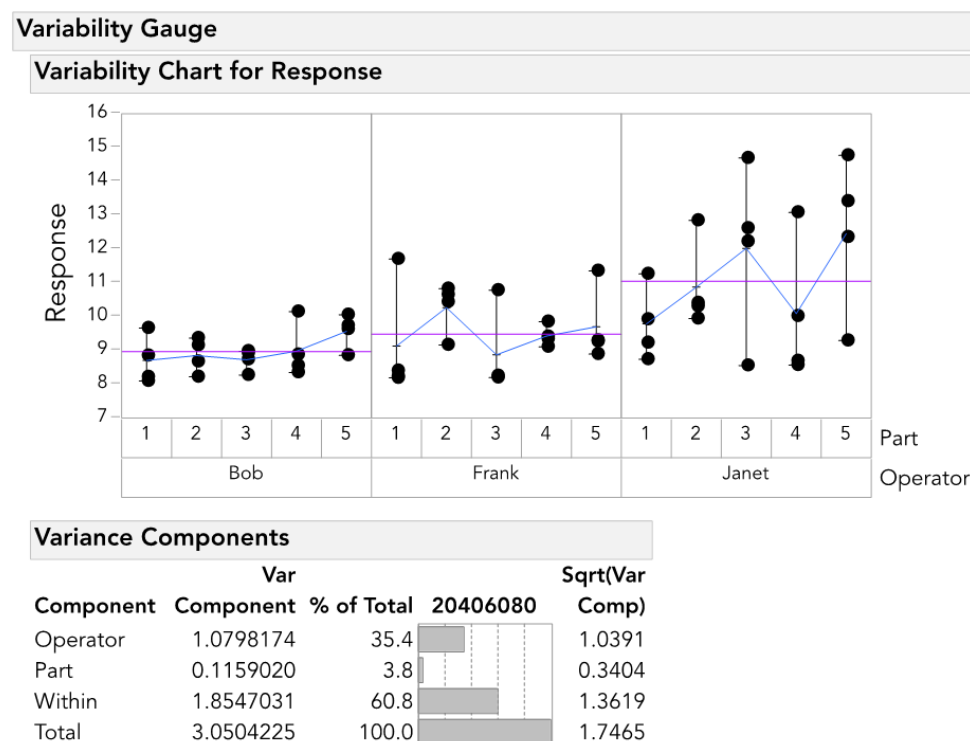 Variability Gauge
Variability Chart for Response
16
15
14
13
12
11
10
9
8
7
Response
1 2 3 4 5 1 2 3 4 5 1 2 3 4 5 Part
Bob Frank Janet Operator
Variance Components
Var Sqrt(Var
Component Component % of Total 20406080 Comp)
Operator 1.0798174 35.4 1.0391
Part 0.1159020 3.8 0.3404
Within 1.8547031 60.8 1.3619
Total 3.0504225 100.0 1.7465